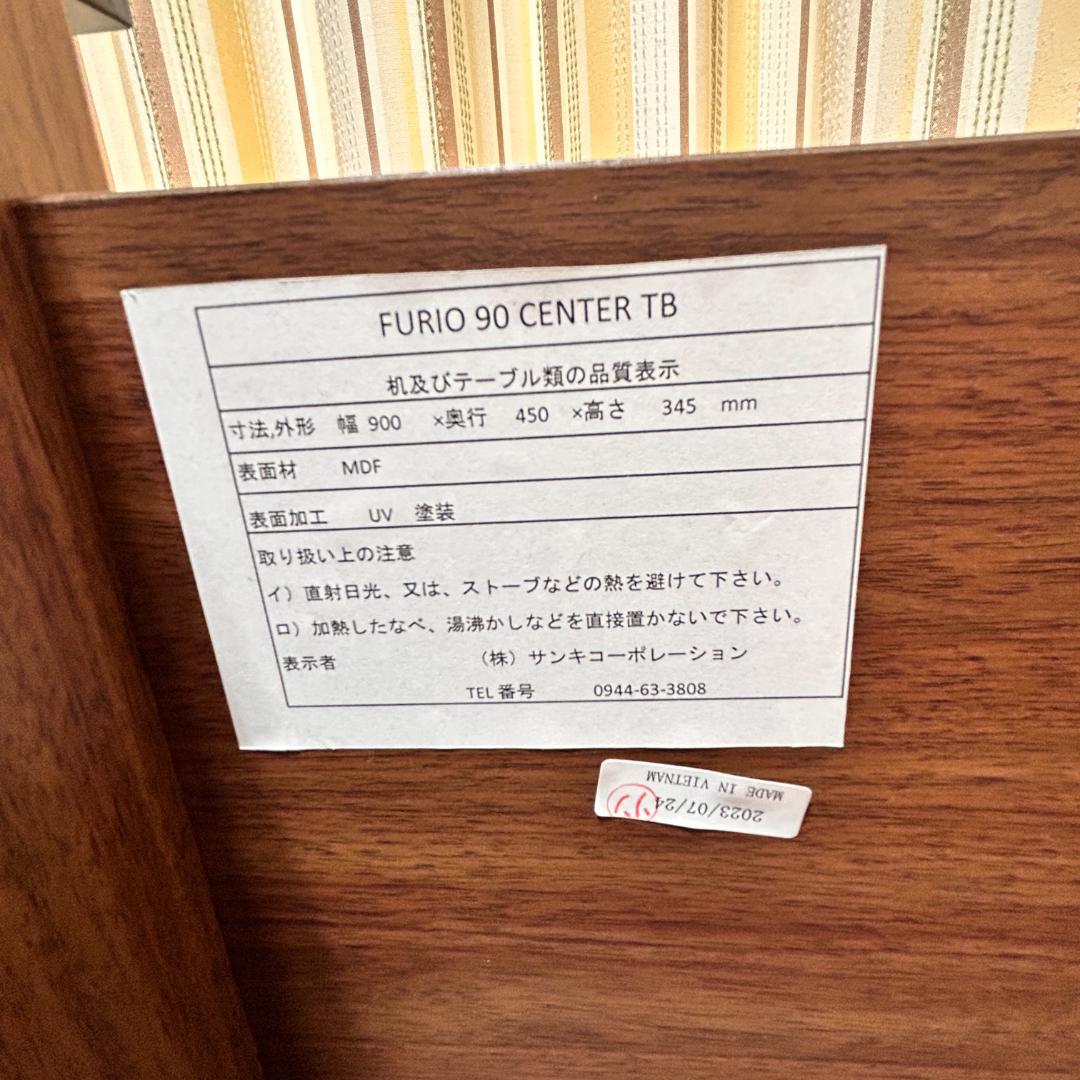 FURIO 90 CENTER TB
机及びテーブル類の品質表示
寸法,外形 幅 900 ×奥行 450 ×高さ 345 mm
表面材 MDF
表面加工 UV 塗装
取り扱い上の注意
イ）直射日光、又は、ストーブなどの熱を避けて下さい。
ロ）加熱したなべ、湯沸かしなどを直接置かないで下さい。
表示者 （株）サンキコーポレーション
TEL 番号 0944-63-3808
2023/07/24
MADE IN VIETNAM